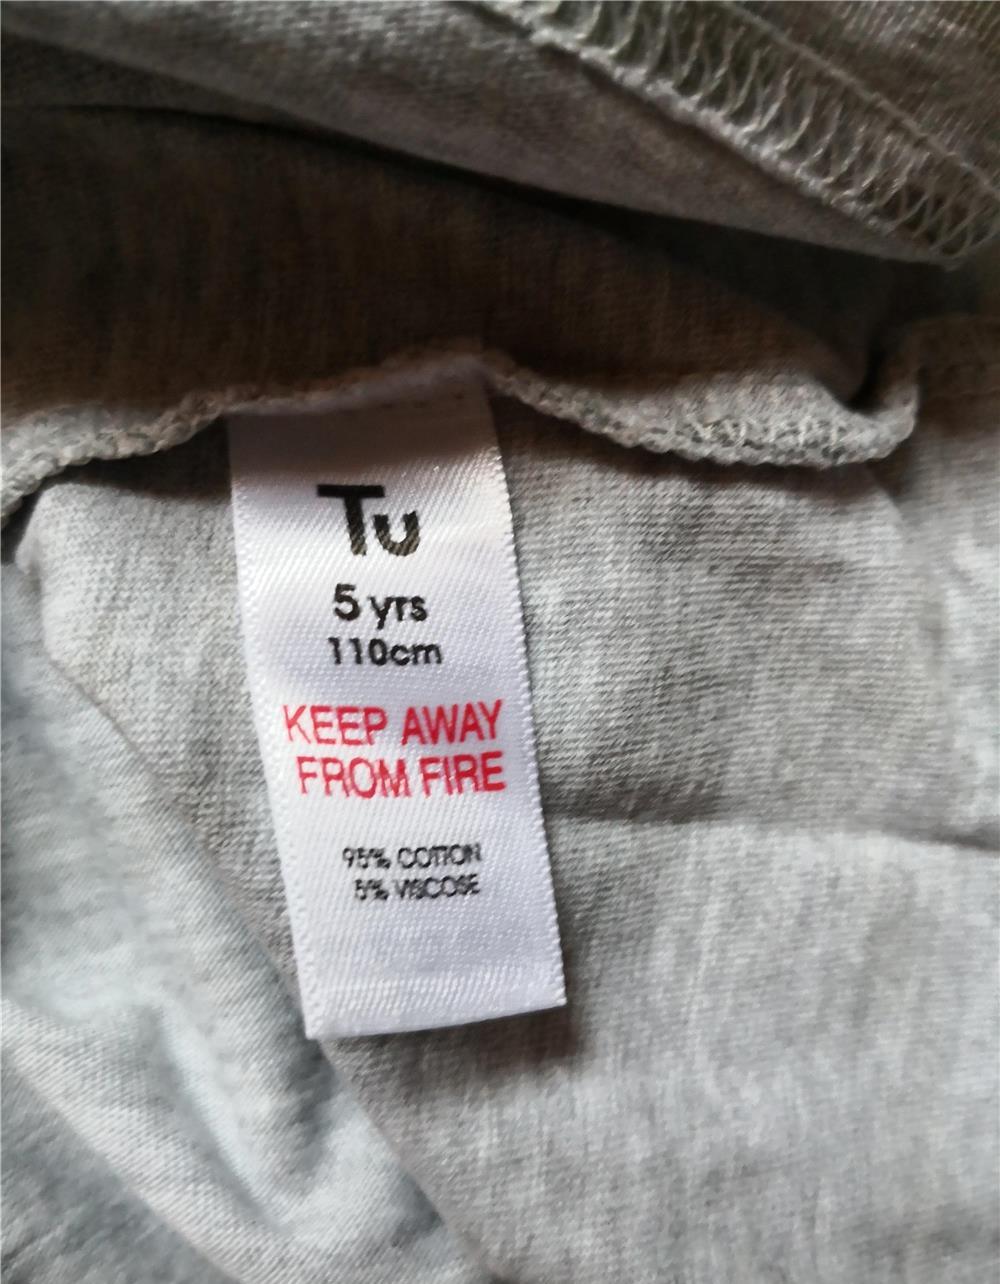 Tu
5 yrs
110cm
KEEP AWAY
FROM FIRE
95% COTTON
5% VISCOSE